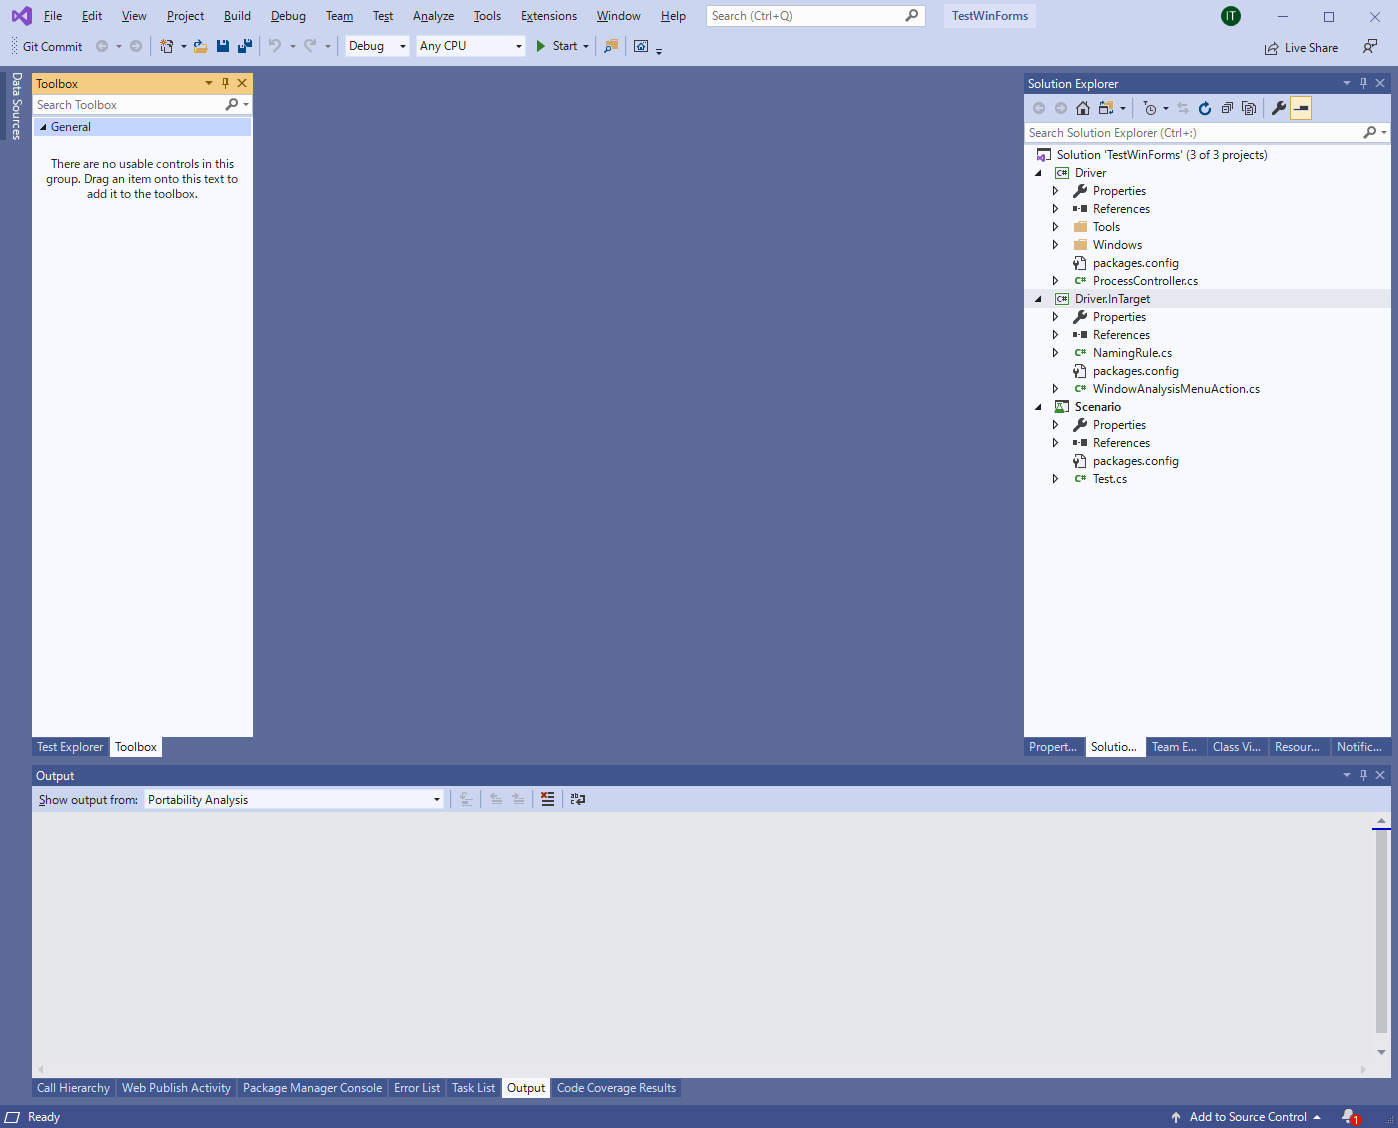 File Edit View Project Build Debug Team Test Analyze Tools Extensions Window Help Search (Ctrl+Q) TestWinForms IT
Git Commit Debug Any CPU Start Live Share
Data Sources
Toolbox
Search Toolbox
General
There are no usable controls in this
group. Drag an item onto this text to
add it to the toolbox.
Test Explorer Toolbox
Solution Explorer
Search Solution Explorer (Ctrl+:)
Solution 'TestWinForms' (3 of 3 projects)
C# Driver
Properties
References
Tools
Windows
packages.config
C# ProcessController.cs
C# Driver.InTarget
Properties
References
C# NamingRule.cs
packages.config
C# WindowAnalysisMenuAction.cs
Scenario
Properties
References
packages.config
C# Test.cs
Propert... Solutio... Team E... Class Vi... Resour... Notific...
Output
Show output from: Portability Analysis
Call Hierarchy Web Publish Activity Package Manager Console Error List Task List Output Code Coverage Results
Ready Add to Source Control 1